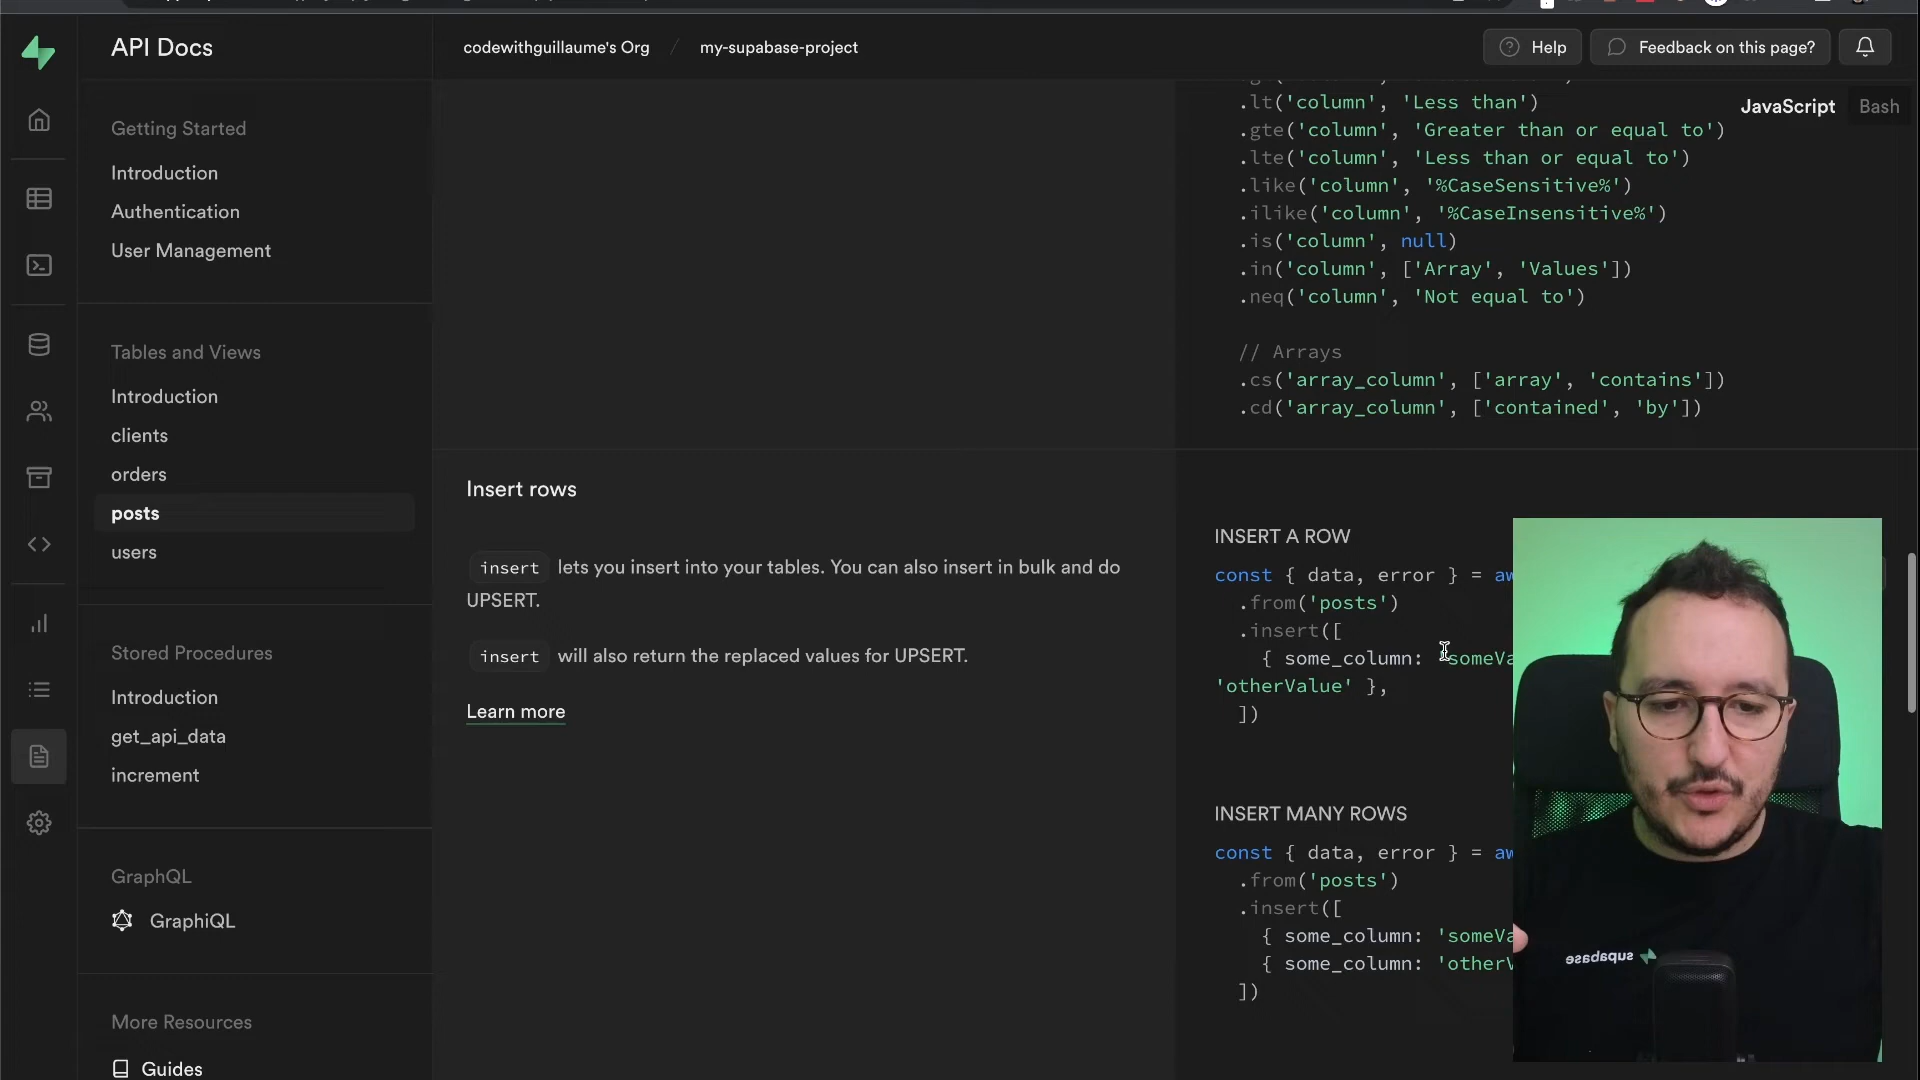 API Docs
codewithguillaume's Org / my-supabase-project
Help
Feedback on this page?
Getting Started
Introduction
Authentication
User Management
Tables and Views
Introduction
clients
orders
posts
users
Stored Procedures
Introduction
get_api_data
increment
GraphQL
GraphiQL
More Resources
Guides
Insert rows
insert lets you insert into your tables. You can also insert in bulk and do
UPSERT.
insert will also return the replaced values for UPSERT.
Learn more
JavaScript
Bash
.lt('column', 'Less than')
.gte('column', 'Greater than or equal to')
.lte('column', 'Less than or equal to')
.like('column', '%CaseSensitive%')
.ilike('column', '%CaseInsensitive%')
.is('column', null)
.in('column', ['Array', 'Values'])
.neq('column', 'Not equal to')
// Arrays
.cs('array_column', ['array', 'contains'])
.cd('array_column', ['contained', 'by'])
INSERT A ROW
const { data, error } = aw
.from('posts')
.insert([
{ some_column: 'someVa
'otherValue' },
])
INSERT MANY ROWS
const { data, error } = aw
.from('posts')
.insert([
{ some_column: 'someVa
{ some_column: 'otherV
])
supabase